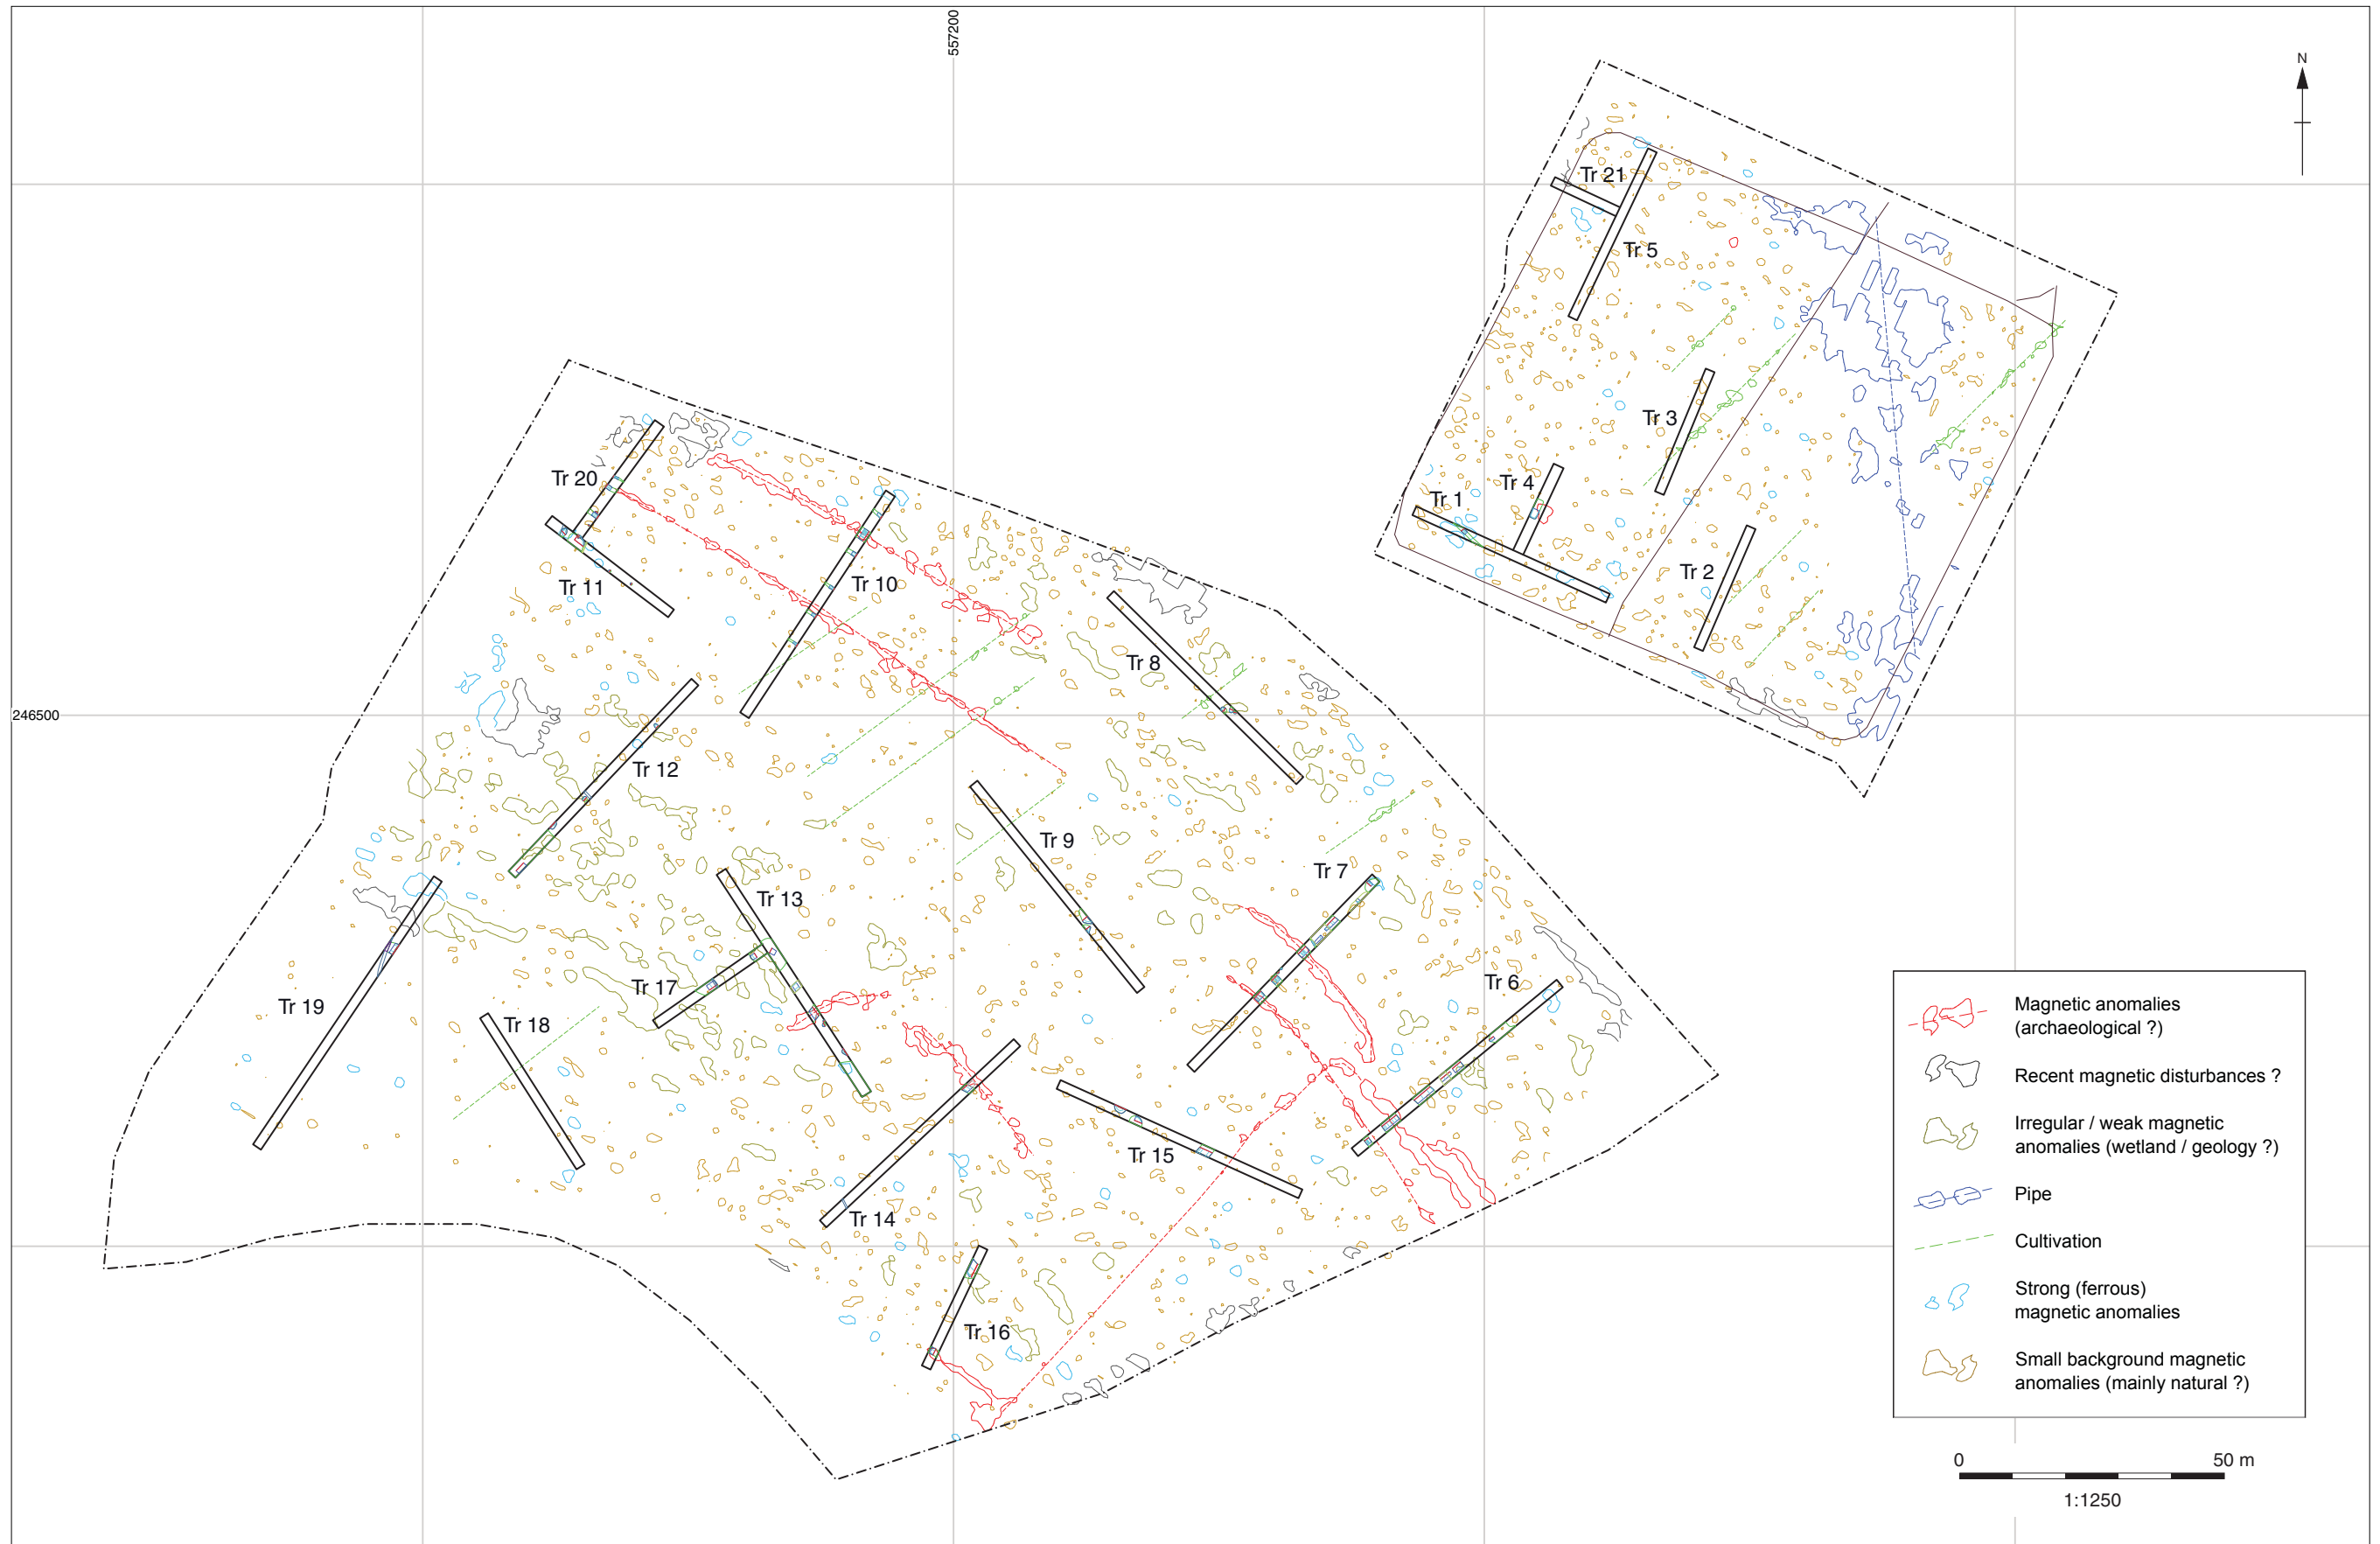 557200
N
Tr 21
Tr 5
Tr 3
Tr 20
Tr 4
Tr 1
Tr 10
Tr 11
Tr 2
Tr 8
246500
Tr 12
Tr 9
Tr 7
Tr 13
Tr 6
Tr 17
Tr 19
Tr 18
Tr 15
Tr 14
Tr 16
Magnetic anomalies
(archaeological ?)
Recent magnetic disturbances ?
Irregular / weak magnetic
anomalies (wetland / geology ?)
Pipe
Cultivation
Strong (ferrous)
magnetic anomalies
Small background magnetic
anomalies (mainly natural ?)
0 50 m
1:1250